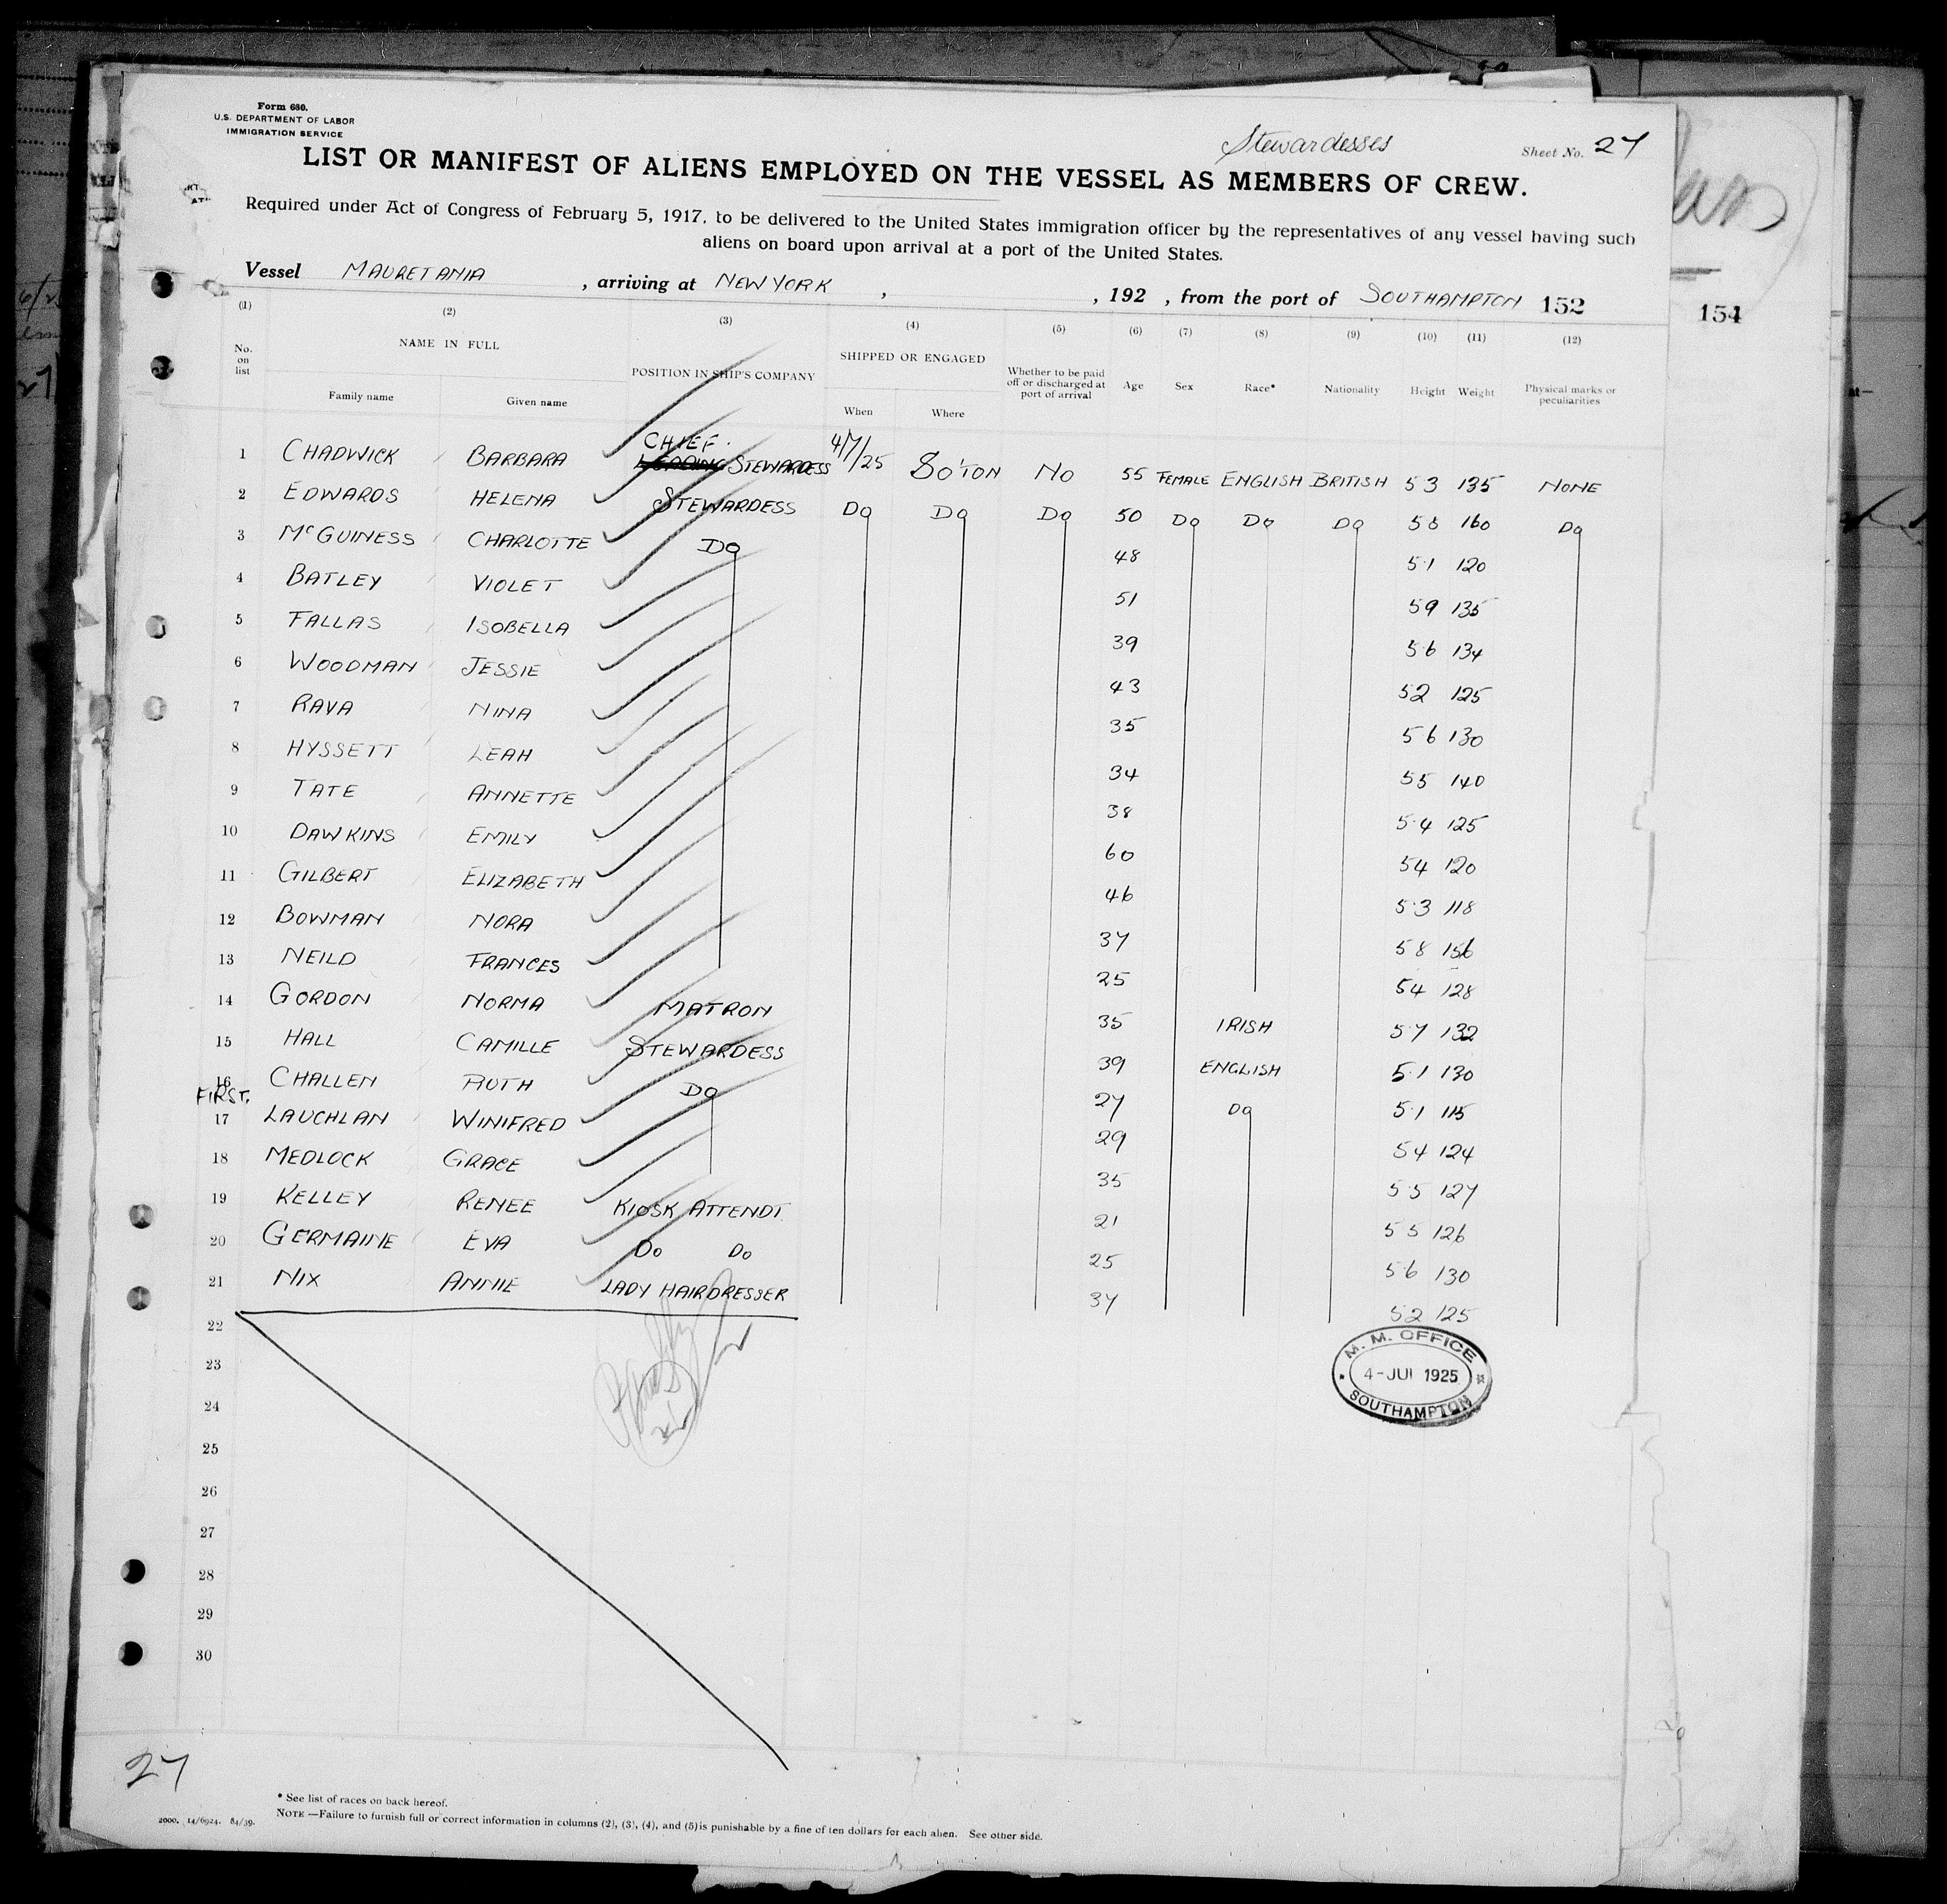 Form 680.
U.S. DEPARTMENT OF LABOR
IMMIGRATION SERVICE
Stewardesses
Sheet No. 27
LIST OR MANIFEST OF ALIENS EMPLOYED ON THE VESSEL AS MEMBERS OF CREW.
Required under Act of Congress of February 5, 1917, to be delivered to the United States immigration officer by the representatives of any vessel having such
aliens on board upon arrival at a port of the United States.
Vessel MAURETANIA, arriving at NEW YORK, , 192 , from the port of SOUTHAMPTON 152
154
(1) (2) (3) (4) (5) (6) (7) (8) (9) (10) (11) (12)
No. on list NAME IN FULL POSITION IN SHIP'S COMPANY SHIPPED OR ENGAGED Whether to be paid off or discharged at port of arrival Age Sex Race* Nationality Height Weight Physical marks or peculiarities
Family name Given name When Where
1 CHADWICK BARBARA CHIEF. LEADING STEWARDESS 4/7/25 SO'TON NO 55 FEMALE ENGLISH BRITISH 5 3 135 NONE
2 EDWARDS HELENA STEWARDESS DO DO DO 50 DO DO DO 5 8 160 DO
3 McGUINESS CHARLOTTE DO 48 5.1 120
4 BATLEY VIOLET 51 5 9 135
5 FALLAS ISOBELLA 39 5 6 134
6 WOODMAN JESSIE 43 5 2 125
7 RAVA NINA 35 5 6 130
8 HYSSETT LEAH 34 5 5 140
9 TATE ANNETTE 38 5.4 125
10 DAWKINS EMILY 60 5 4 120
11 GILBERT ELIZABETH 46 5.3 118
12 BOWMAN NORA 37 5 8 156
13 NEILD FRANCES 25 5 4 128
14 GORDON NORMA MATRON 35 IRISH 5.7 132
15 HALL CAMILLE STEWARDESS 39 ENGLISH 5.1 130
16 CHALLEN RUTH DO 27 DO 5.1 115
FIRST.
17 LAUCHLAN WINIFRED 29 5 4 124
18 MEDLOCK GRACE 35 5.5 127
19 KELLEY RENEE KIOSK ATTENDT. 21 5 5 126
20 GERMAINE EVA DO DO 25 5 6 130
21 NIX ANNIE LADY HAIRDRESSER 37 5 2 125
22
23
24
25
26
27
28
29
30
M. M. OFFICE
4-JUL 1925
SOUTHAMPTON
27
* See list of races on back hereof.
NOTE —Failure to furnish full or correct information in columns (2), (3), (4), and (5) is punishable by a fine of ten dollars for each alien. See other side.
2000. 14/6924. 84/39.